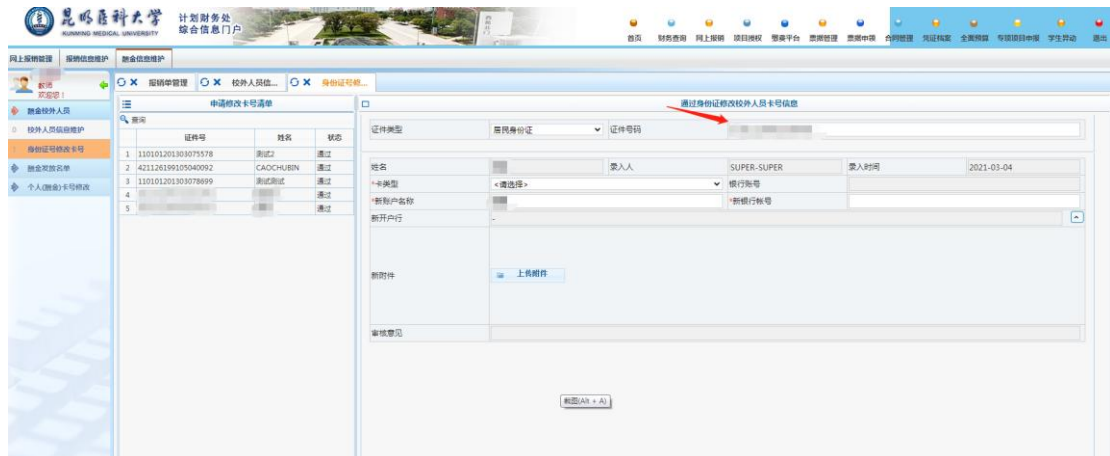 昆明医科大学
KUNMING MEDICAL UNIVERSITY
计划财务处
综合信息门户
首页 财务查询 网上报销 项目授权 票据管理 票据申领 合同管理 凭证档案 全面预算 专项项目申报 学生异动 退出
网上报销管理 报销信息维护 酬金信息维护
教师
欢迎您!
报销单管理 校外人员信... 身份证号修...
酬金校外人员
校外人员信息维护
身份证号修改卡号
酬金发放名单
个人(酬金)卡号修改
申请修改卡号清单
查询
证件号 姓名 状态
1 110101201303075578 测试2 通过
2 421126199105040092 CAOCHUBIN 通过
3 110101201303078699 测试测试 通过
4 通过
5 通过
通过身份证修改校外人员卡号信息
证件类型 居民身份证 证件号码
姓名 录入人 SUPER-SUPER 录入时间 2021-03-04
*卡类型 <请选择> 银行账号
*新账户名称 *新银行帐号
新开户行 -
新附件 上传附件
审核意见
截图(Alt + A)